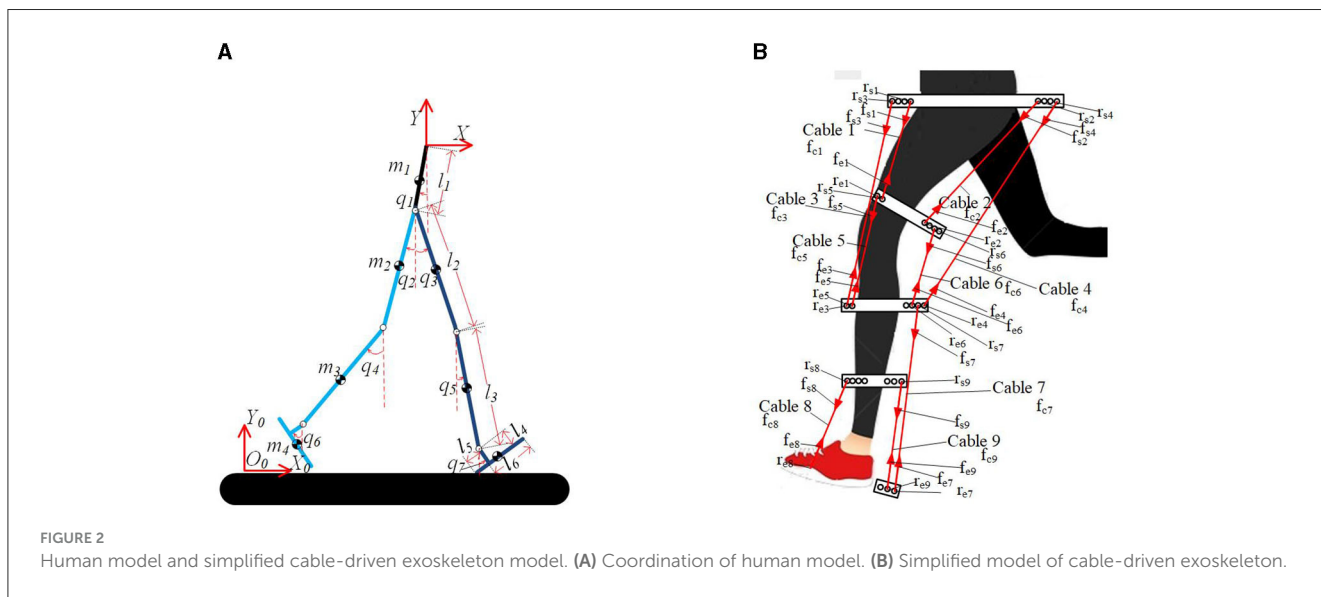 A
B
Y
X
m1
l1
q1
m2
q2
q3
l2
m3
q4
q5
l3
Y0
m4
q6
O0
X0
l5
l4
q7
l6
rs1
rs3
fs1
fs3
Cable 1
fc1
rs4
rs2
fs4
fs2
fe1
re1
rs5
Cable 3
fs5
fc3
Cable 2
fc2
fe2
re2
rs6
fs6
Cable 5
fc5
fe3
fe5
Cable 6
fc6
Cable 4
fc4
re5
re3
fe4
fe6
re4
re6
rs7
fs7
rs8
fs8
rs9
Cable 7
fc7
Cable 8
fc8
fs9
Cable 9
fc9
fe8
re8
fe9
fe7
re9
re7
FIGURE 2
Human model and simplified cable-driven exoskeleton model. (A) Coordination of human model. (B) Simplified model of cable-driven exoskeleton.